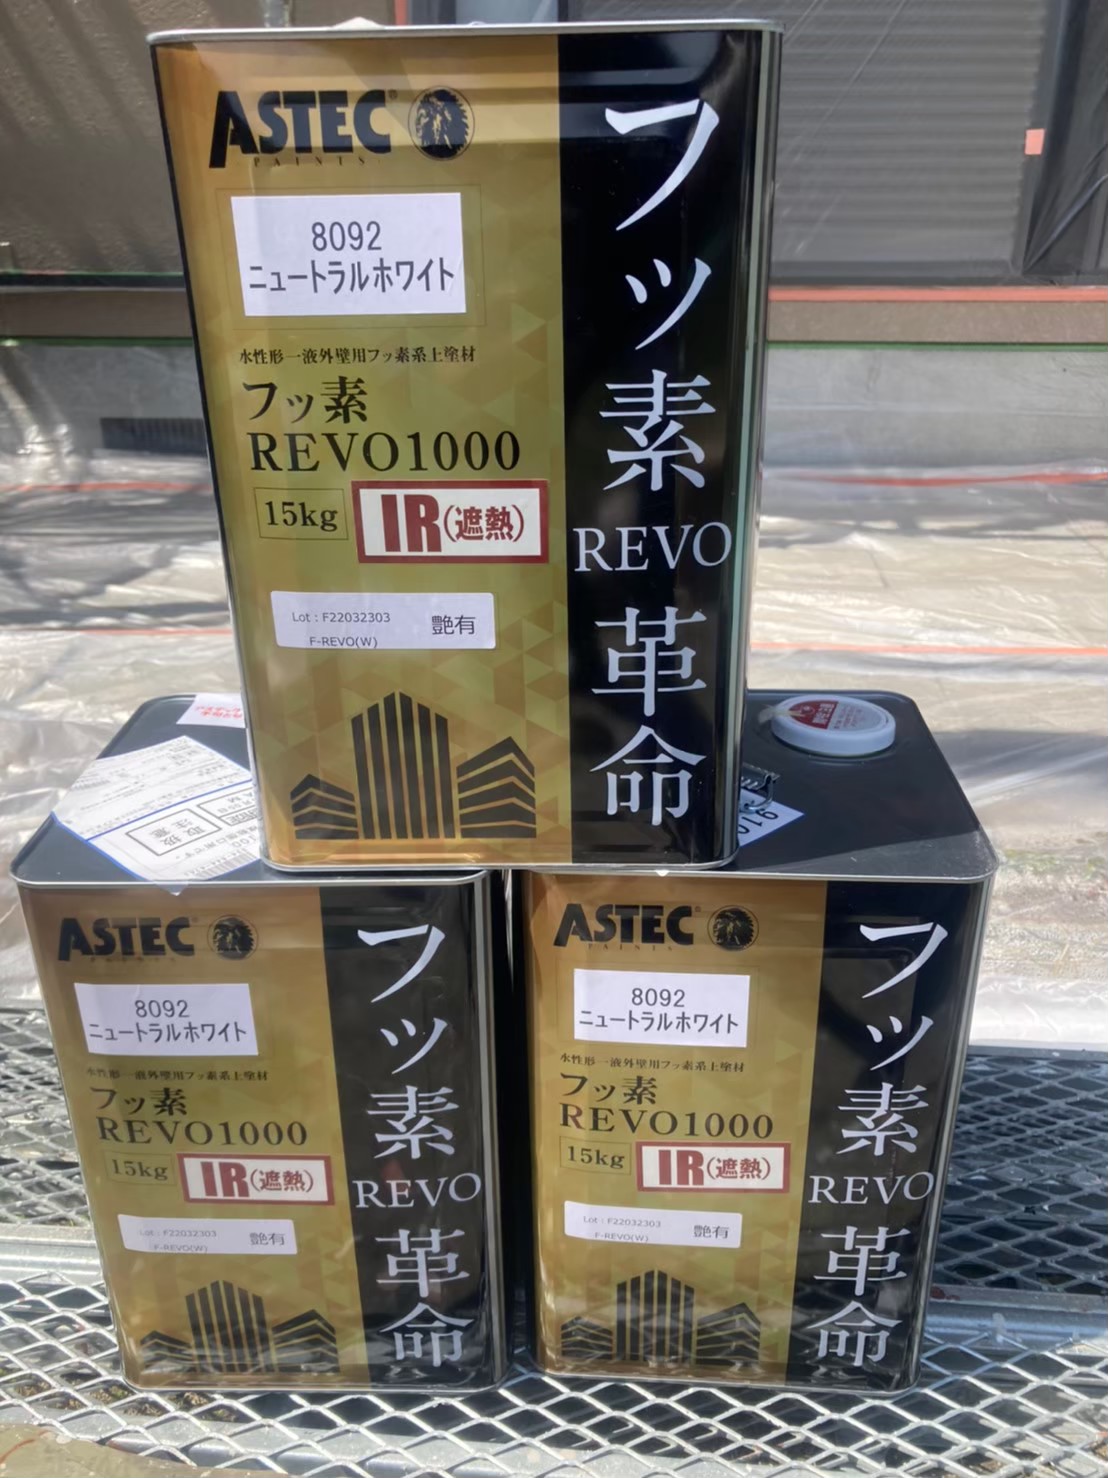 ASTEC
PAINTS
8092
ニュートラルホワイト
水性形一液外壁用フッ素系上塗材
フッ素
REVO1000
15kg
IR(遮熱)
Lot : F22032303
F-REVO(W)
艶有
フッ素
REVO
革命
取扱
注意
910
ASTEC
8092
ニュートラルホワイト
水性形一液外壁用フッ素系上塗材
フッ素
REVO1000
15kg
IR(遮熱)
Lot : F22032303
F-REVO(W)
艶有
フッ素
REVO
革命
ASTEC
PAINTS
8092
ニュートラルホワイト
水性形一液外壁用フッ素系上塗材
フッ素
REVO1000
15kg
IR(遮熱)
Lot : F22032303
F-REVO(W)
艶有
フッ素
REVO
革命